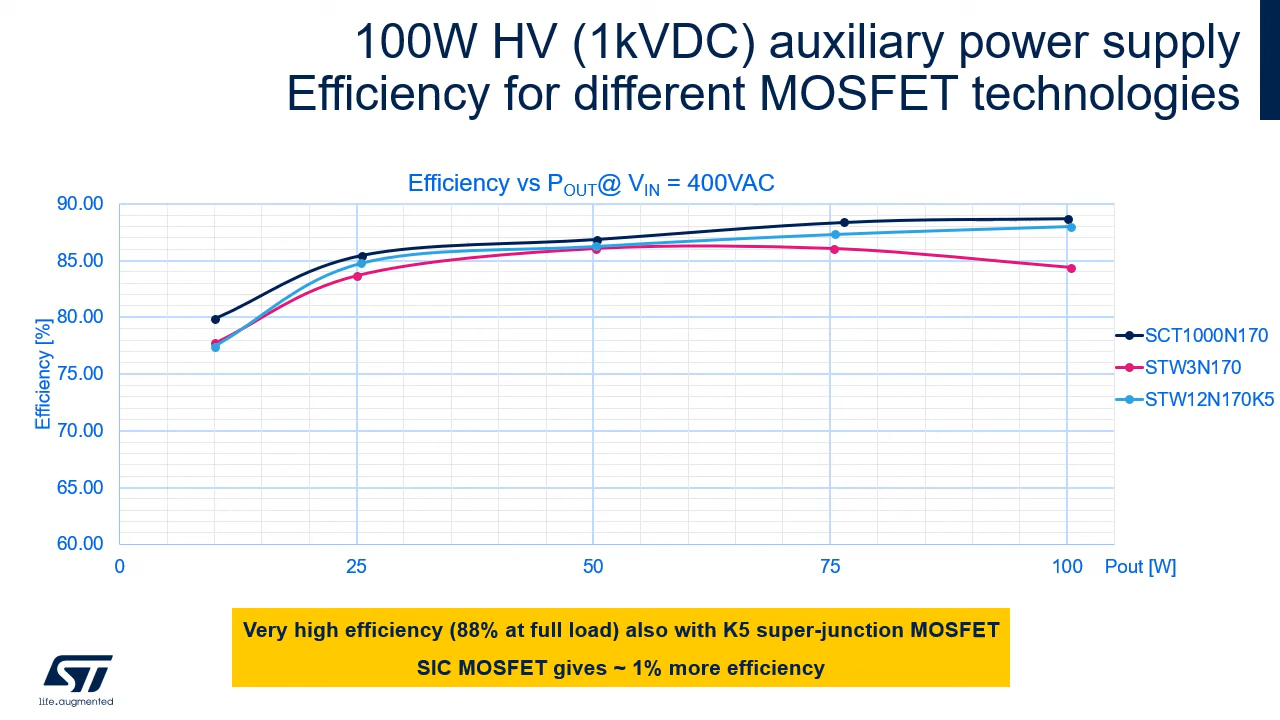 100W HV (1kVDC) auxiliary power supply
Efficiency for different MOSFET technologies
Efficiency vs POUT@ VIN = 400VAC
90.00
85.00
80.00
75.00
70.00
65.00
60.00
Efficiency [%]
0
25
50
75
100
Pout [W]
SCT1000N170
STW3N170
STW12N170K5
Very high efficiency (88% at full load) also with K5 super-junction MOSFET
SIC MOSFET gives ~ 1% more efficiency
ST
life.augmented